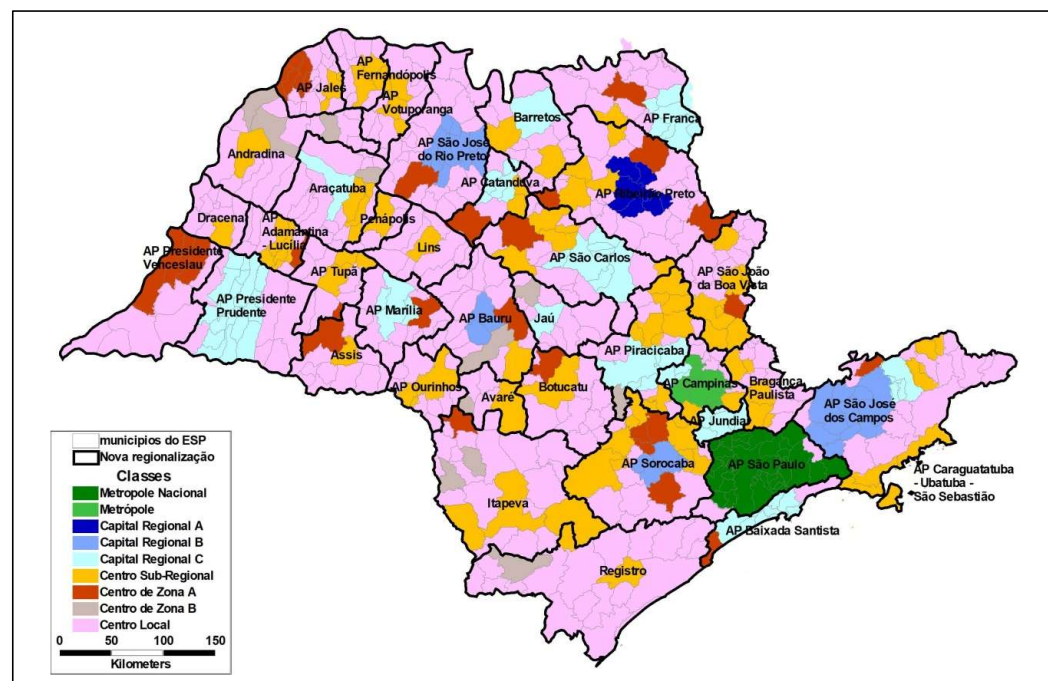 AP Jales
AP
Fernandópolis
AP
Votuporanga
Andradina
AP São José
do Rio Preto
Barretos
AP Franca
AP Catanduva
AP Ribeirão Preto
Araçatuba
Penápolis
Dracena
AP
Adamantina
- Lucília
Lins
AP Presidente
Venceslau
AP Tupã
AP São Carlos
AP São João
da Boa Vista
AP Presidente
Prudente
AP Marília
AP Bauru
Jaú
Assis
AP Piracicaba
AP Ourinhos
Avaré
Botucatu
AP Campinas
Bragança
Paulista
AP São José
dos Campos
AP Jundia
AP Sorocaba
AP São Paulo
AP Caraguatatuba
- Ubatuba -
São Sebastião
Itapeva
AP Baixada Santista
Registro
municípios do ESP
Nova regionalização
Classes
Metropole Nacional
Metrópole
Capital Regional A
Capital Regional B
Capital Regional C
Centro Sub-Regional
Centro de Zona A
Centro de Zona B
Centro Local
0 50 100 150
Kilometers